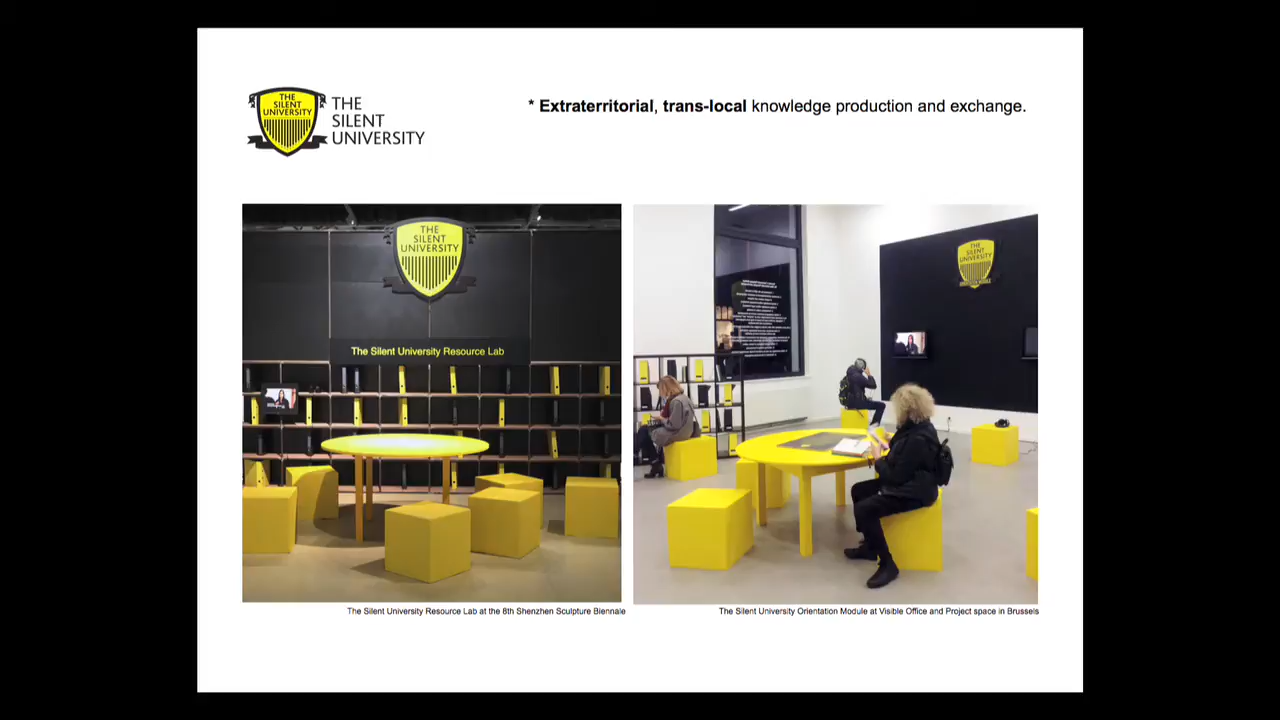 THE
SILENT
UNIVERSITY
THE
SILENT
UNIVERSITY
* Extraterritorial, trans-local knowledge production and exchange.
THE
SILENT
UNIVERSITY
The Silent University Resource Lab
THE
SILENT
UNIVERSITY
The Silent University Resource Lab at the 8th Shenzhen Sculpture Biennale
The Silent University Orientation Module at Visible Office and Project space in Brussels